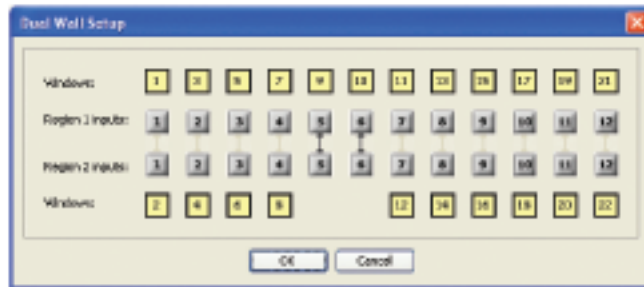 Dual Wall Setup
Windows: 1 3 5 7 9 10 11 13 15 17 19 21
Region 1 inputs: 1 2 3 4 5 6 7 8 9 10 11 12
Region 2 inputs: 1 2 3 4 5 6 7 8 9 10 11 12
Windows: 2 4 6 8 12 14 16 18 20 22
OK Cancel